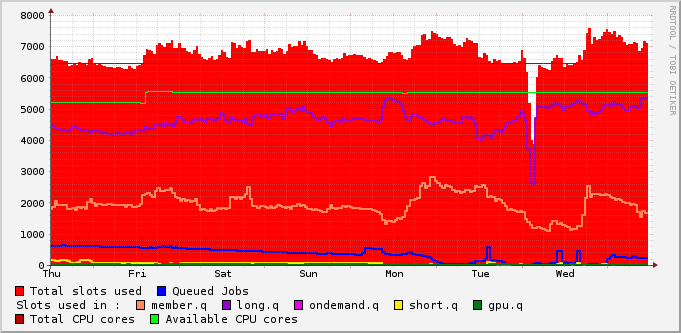 8000
7000
6000
5000
4000
3000
2000
1000
0
Thu Fri Sat Sun Mon Tue Wed
RRDTOOL / TOBI OETIKER
Total slots used Queued Jobs
Slots used in : member.q long.q ondemand.q short.q gpu.q
Total CPU cores Available CPU cores